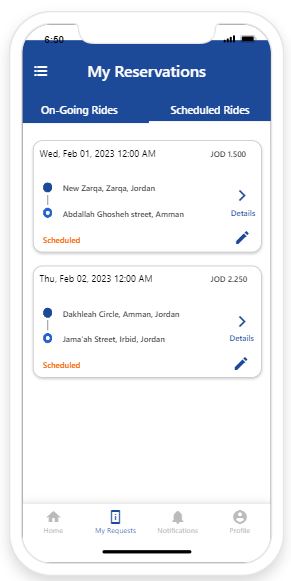 6:50
My Reservations
On-Going Rides
Scheduled Rides
Wed, Feb 01, 2023 12:00 AM
JOD 1.500
New Zarqa, Zarqa, Jordan
Abdallah Ghosheh street, Amman
Details
Scheduled
Thu, Feb 02, 2023 12:00 AM
JOD 2.250
Dakhleah Circle, Amman, Jordan
Jama'ah Street, Irbid, Jordan
Details
Scheduled
Home
My Requests
Notifications
Profile